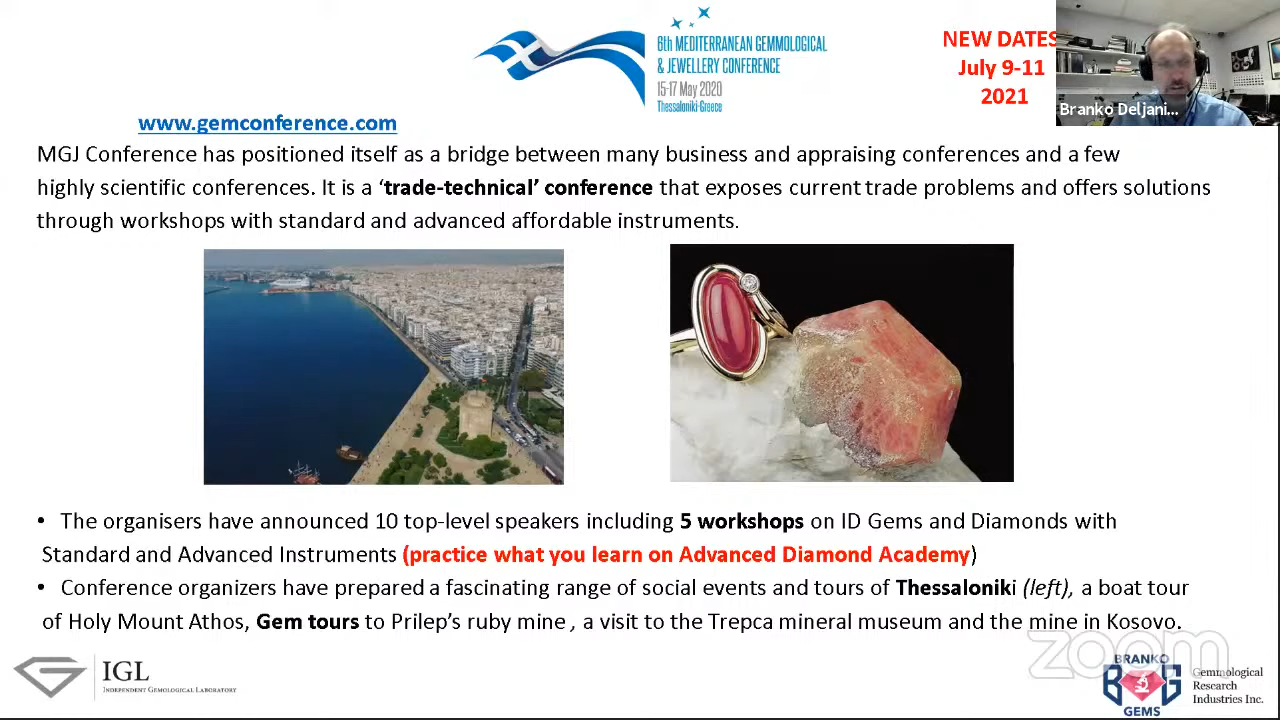 6th MEDITERRANEAN GEMMOLOGICAL
& JEWELLERY CONFERENCE
15-17 May 2020
Thessaloniki-Greece
NEW DATES
July 9-11
2021
Branko Deljani...
www.gemconference.com
MGJ Conference has positioned itself as a bridge between many business and appraising conferences and a few
highly scientific conferences. It is a ‘trade-technical’ conference that exposes current trade problems and offers solutions
through workshops with standard and advanced affordable instruments.
• The organisers have announced 10 top-level speakers including 5 workshops on ID Gems and Diamonds with
Standard and Advanced Instruments (practice what you learn on Advanced Diamond Academy)
• Conference organizers have prepared a fascinating range of social events and tours of Thessaloniki (left), a boat tour
of Holy Mount Athos, Gem tours to Prilep’s ruby mine , a visit to the Trepca mineral museum and the mine in Kosovo.
zoom
IGL
INDEPENDENT GEMOLOGICAL LABORATORY
BRANKO
BG
GEMS
Gemmological
Research
Industries Inc.